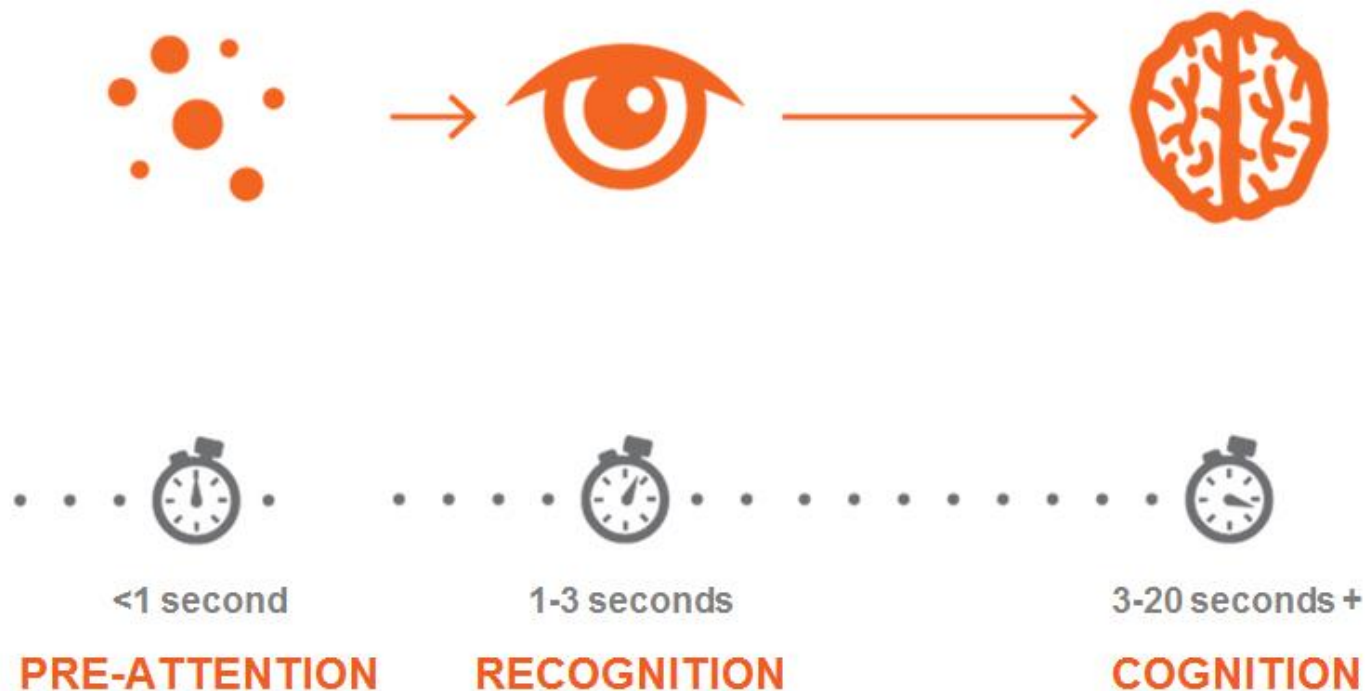 <1 second
1-3 seconds
3-20 seconds +
PRE-ATTENTION
RECOGNITION
COGNITION